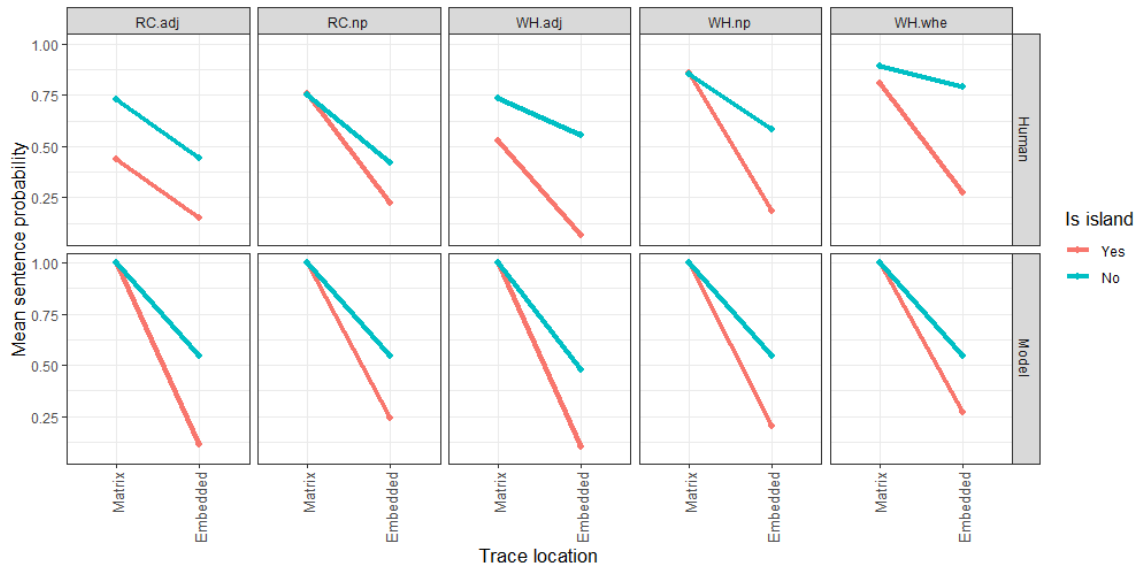 RC.adj RC.np WH.adj WH.np WH.whe
1.00
0.75
0.50
0.25
Human
1.00
0.75
0.50
0.25
Model
Mean sentence probability
Matrix Embedded Matrix Embedded Matrix Embedded Matrix Embedded Matrix Embedded
Trace location
Is island
Yes
No